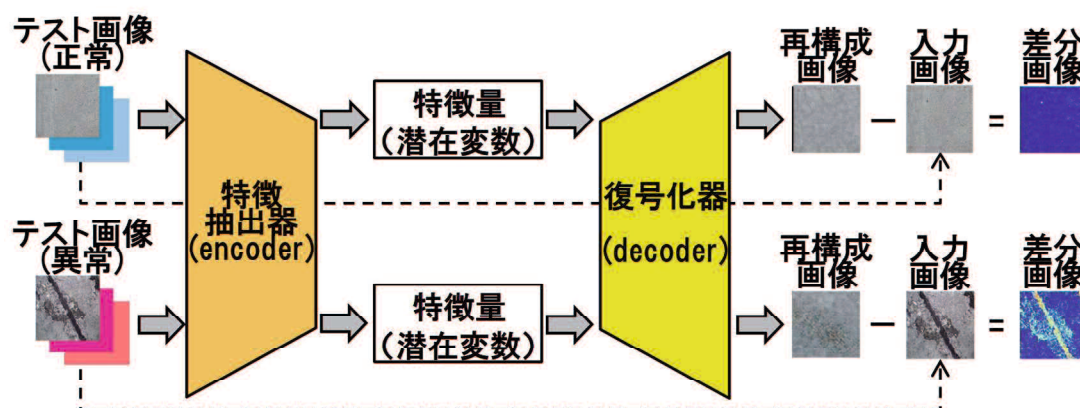 テスト画像
(正常)
特徴量
(潜在変数)
再構成
画像
−
入力
画像
=
差分
画像
特徴
抽出器
(encoder)
復号化器
(decoder)
テスト画像
(異常)
特徴量
(潜在変数)
再構成
画像
−
入力
画像
=
差分
画像